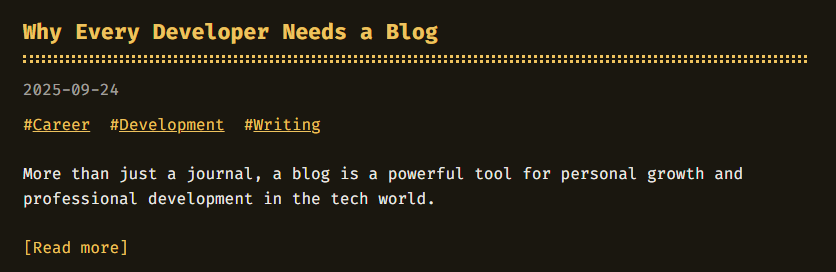 Why Every Developer Needs a Blog
2025-09-24
#Career #Development #Writing
More than just a journal, a blog is a powerful tool for personal growth and
professional development in the tech world.
[Read more]